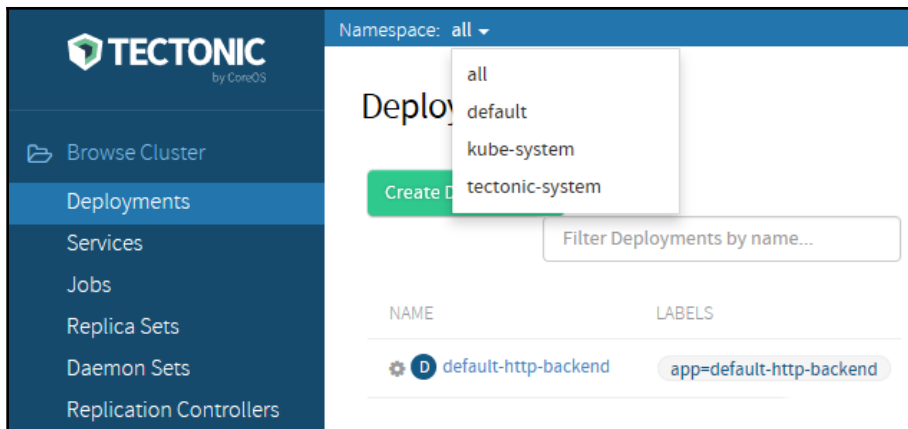 TECTONIC
by CoreOS
Browse Cluster
Deployments
Services
Jobs
Replica Sets
Daemon Sets
Replication Controllers
Namespace: all
all
default
kube-system
tectonic-system
Deploy
Create D
Filter Deployments by name...
NAME LABELS
D default-http-backend app=default-http-backend